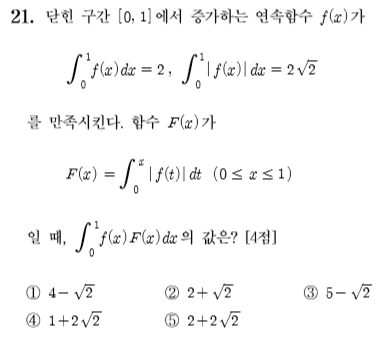 21. 닫힌 구간 [0, 1]에서 증가하는 연속함수 f(x)가
∫₀¹ f(x)dx = 2, ∫₀¹ |f(x)|dx = 2√2
를 만족시킨다. 함수 F(x)가
F(x) = ∫₀ˣ |f(t)|dt (0 ≤ x ≤ 1)
일 때, ∫₀¹ f(x)F(x)dx의 값은? [4점]
① 4-√2 ② 2+√2 ③ 5-√2
④ 1+2√2 ⑤ 2+2√2